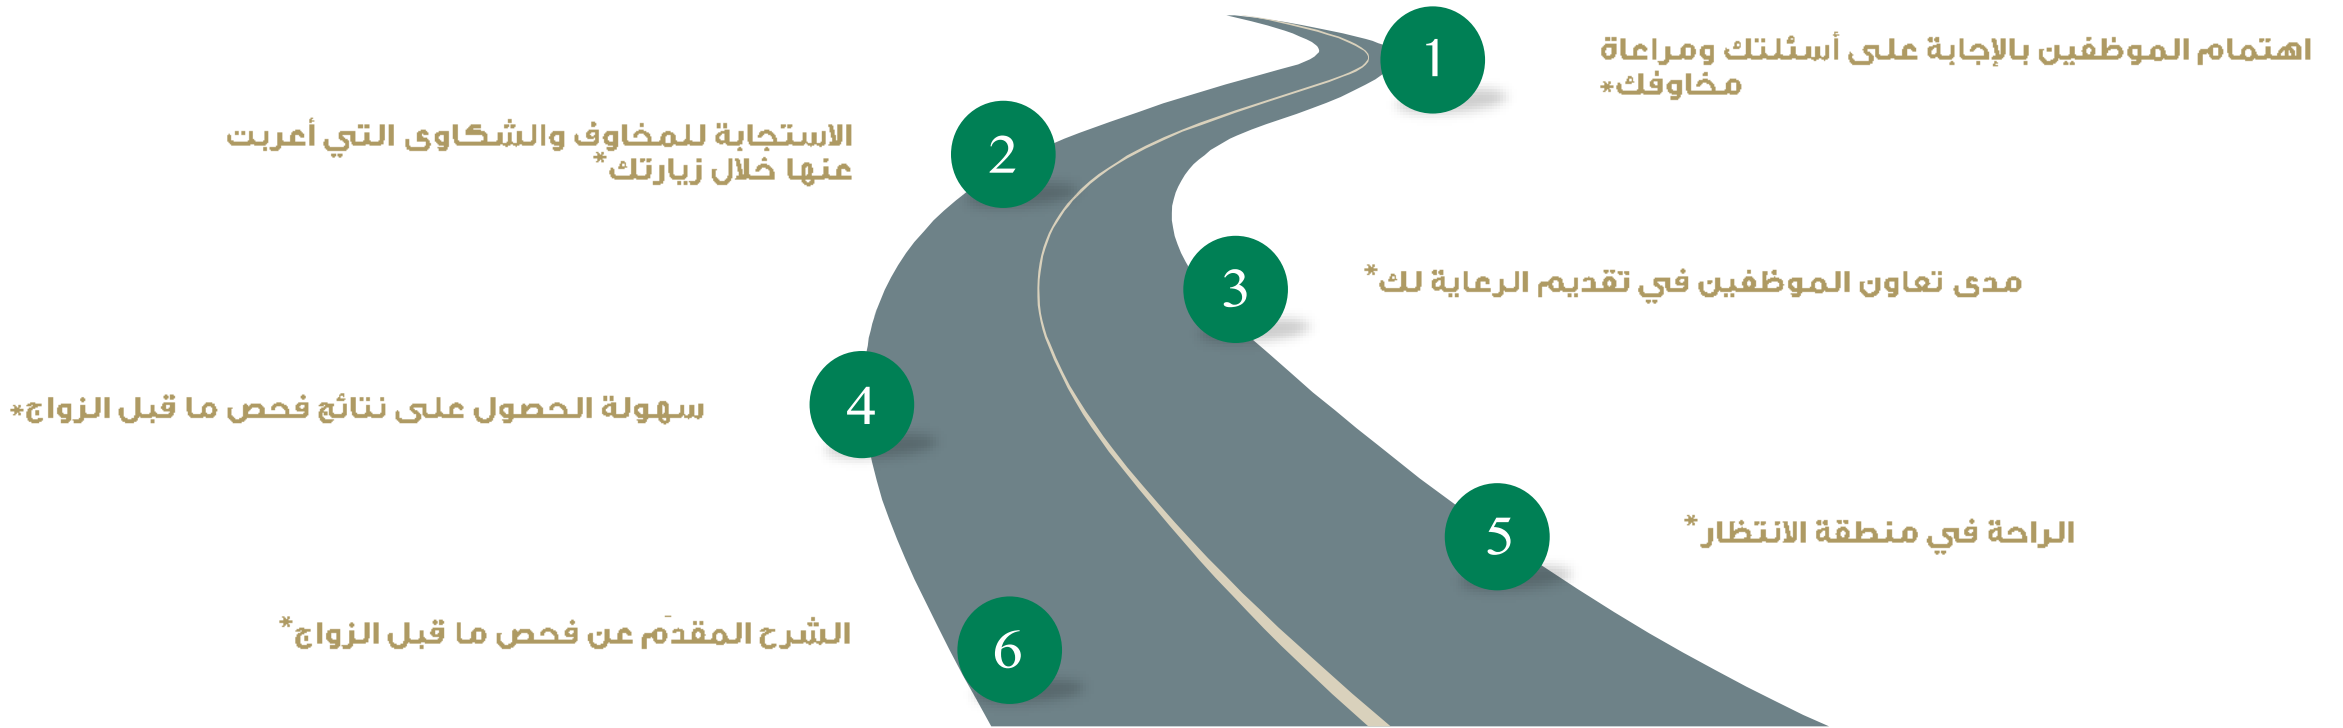 1
اهتمام الموظفين بالإجابة على أسئلتك ومراعاة
مخاوفك*
2
الاستجابة للمخاوف والشكاوى التي أعربت
عنها خلال زيارتك*
3
مدى تعاون الموظفين في تقديم الرعاية لك*
4
سهولة الحصول على نتائج فحص ما قبل الزواج*
5
الراحة في منطقة الانتظار*
6
الشرح المقدّم عن فحص ما قبل الزواج*